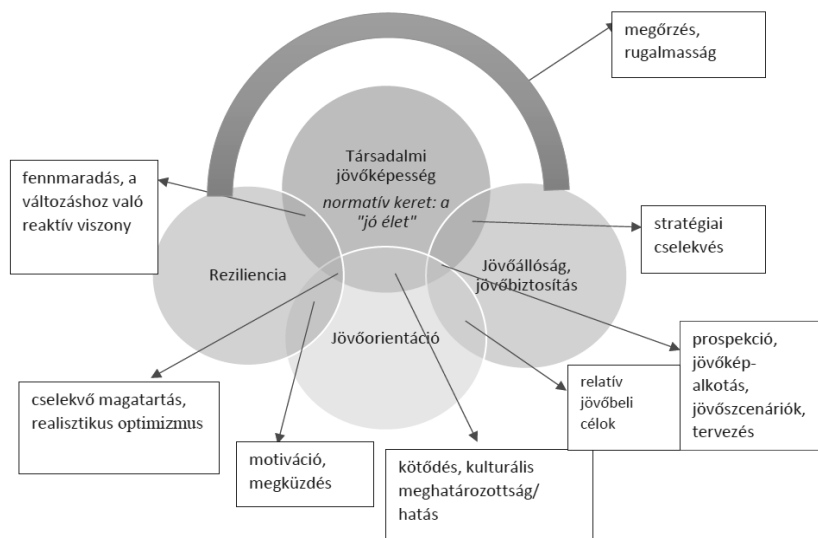 megőrzés,
rugalmasság
Társadalmi
jövőképesség
normatív keret: a
"jó élet"
fennmaradás, a
változáshoz való
reaktív viszony
stratégiai
cselekvés
Reziliencia
Jövőállóság,
jövőbiztosítás
Jövőorientáció
cselekvő magatartás,
realisztikus optimizmus
motiváció,
megküzdés
kötődés, kulturális
meghatározottság/
hatás
relatív
jövőbeli
célok
prospekció,
jövőkép-
alkotás,
jövőszcenáriók,
tervezés